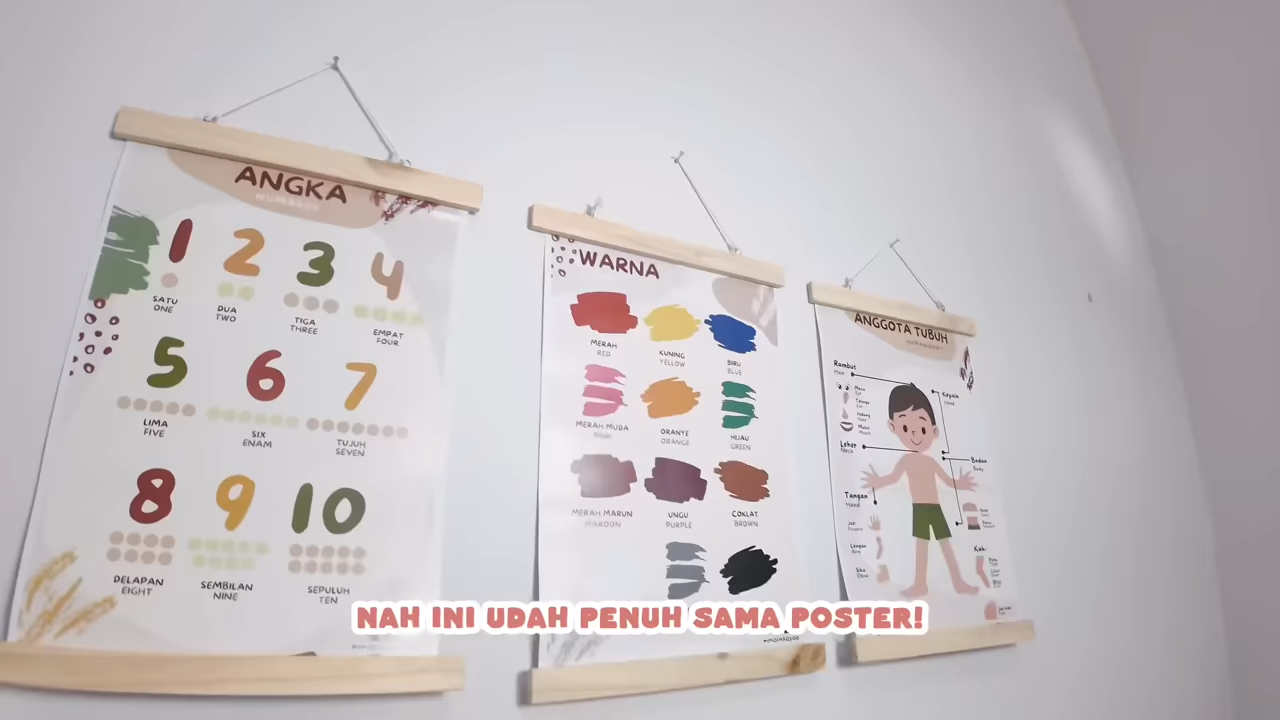 ANGKA
NUMBERS
1
2
3
4
SATU
ONE
DUA
TWO
TIGA
THREE
EMPAT
FOUR
5
6
7
LIMA
FIVE
SIX
ENAM
TUJUH
SEVEN
8
9
10
DELAPAN
EIGHT
SEMBILAN
NINE
SEPULUH
TEN
WARNA
MERAH
RED
KUNING
YELLOW
BIRU
BLUE
MERAH MUDA
PINK
ORANYE
ORANGE
HIJAU
GREEN
MERAH MARUN
MAROON
UNGU
PURPLE
COKLAT
BROWN
ANGGOTA TUBUH
Rambut
Hair
Kepala
Head
Leher
Neck
Badan
Body
Tangan
Hand
Kaki
NAH INI UDAH PENUH SAMA POSTER!